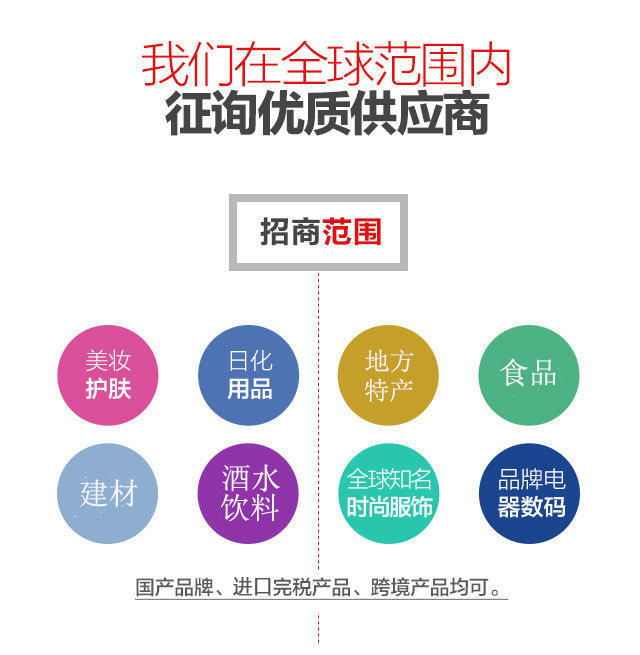 我们在全球范围内
征询优质供应商
招商范围
美妆
护肤
日化
用品
地方
特产
食品
建材
酒水
饮料
全球知名
时尚服饰
品牌电
器数码
国产品牌、进口完税产品、跨境产品均可。